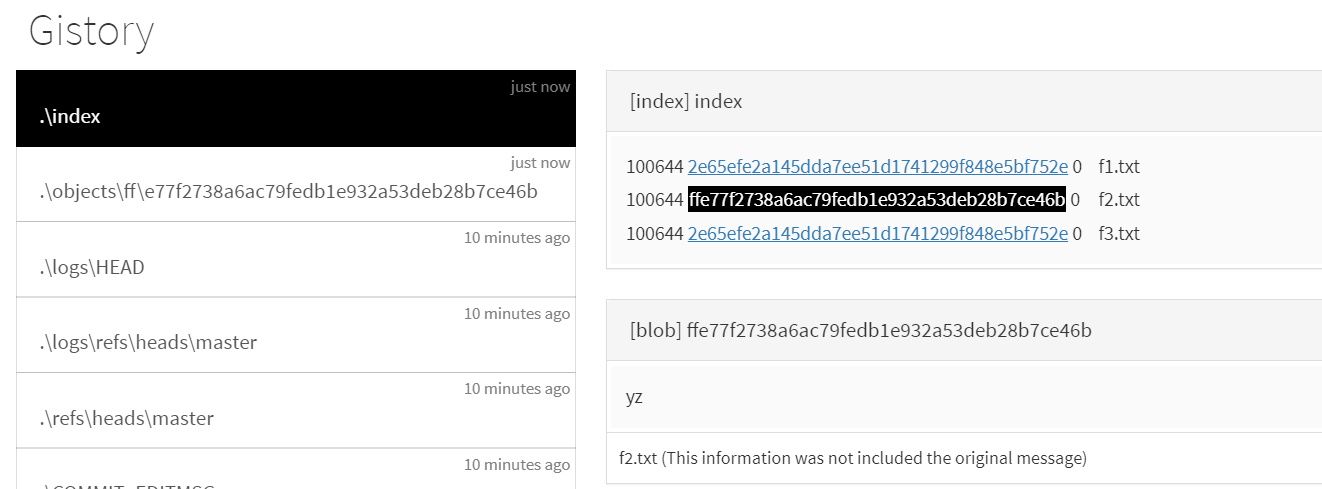 Gistory
just now
.\index
just now
.\objects\ff\e77f2738a6ac79fedb1e932a53deb28b7ce46b
10 minutes ago
.\logs\HEAD
10 minutes ago
.\logs\refs\heads\master
10 minutes ago
.\refs\heads\master
10 minutes ago
.\COMMIT_EDITMSG
[index] index
100644 2e65efe2a145dda7ee51d1741299f848e5bf752e 0 f1.txt
100644 ffe77f2738a6ac79fedb1e932a53deb28b7ce46b 0 f2.txt
100644 2e65efe2a145dda7ee51d1741299f848e5bf752e 0 f3.txt
[blob] ffe77f2738a6ac79fedb1e932a53deb28b7ce46b
yz
f2.txt (This information was not included the original message)